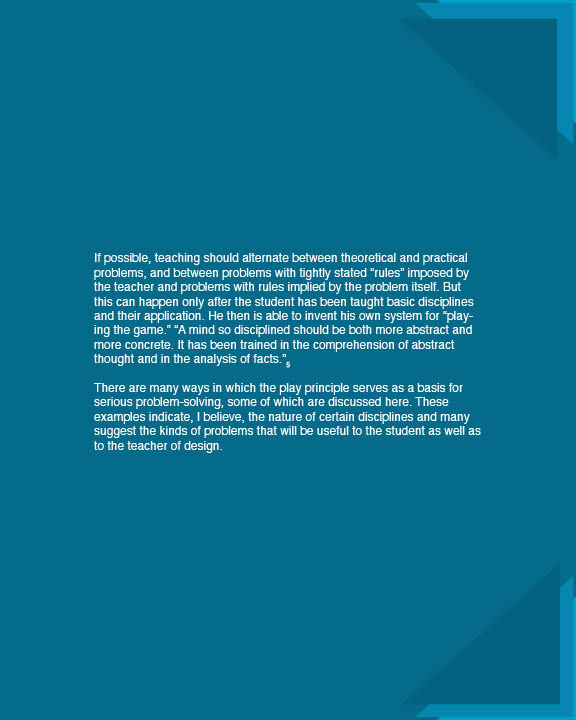 If possible, teaching should alternate between theoretical and practical
problems, and between problems with tightly stated “rules” imposed by
the teacher and problems with rules implied by the problem itself. But
this can happen only after the student has been taught basic disciplines
and their application. He then is able to invent his own system for “play-
ing the game.” “A mind so disciplined should be both more abstract and
more concrete. It has been trained in the comprehension of abstract
thought and in the analysis of facts.”5
There are many ways in which the play principle serves as a basis for
serious problem-solving, some of which are discussed here. These
examples indicate, I believe, the nature of certain disciplines and many
suggest the kinds of problems that will be useful to the student as well as
to the teacher of design.